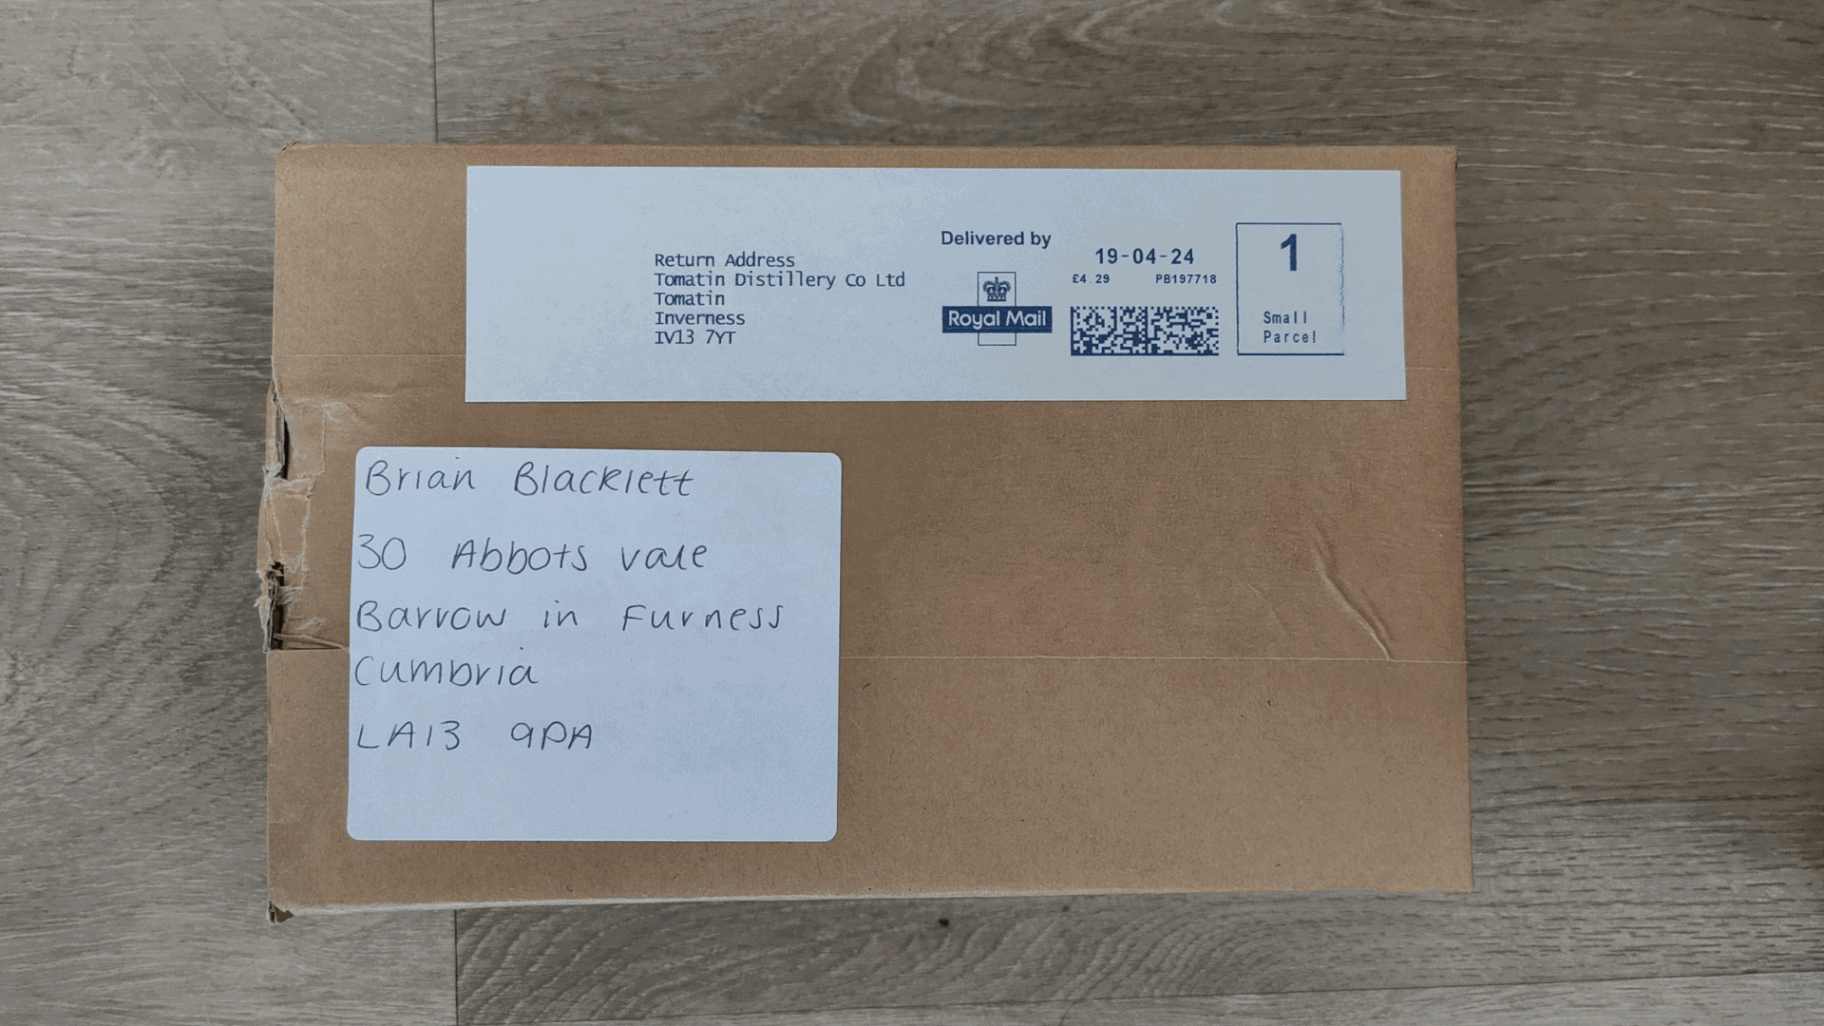 Return Address
Tomatin Distillery Co Ltd
Tomatin
Inverness
IV13 7YT
Delivered by
Royal Mail
19-04-24
£4 29 PB197718
1
Small
Parcel
Brian Blacklett
30 Abbots vale
Barrow in Furness
Cumbria
LA13 9PA